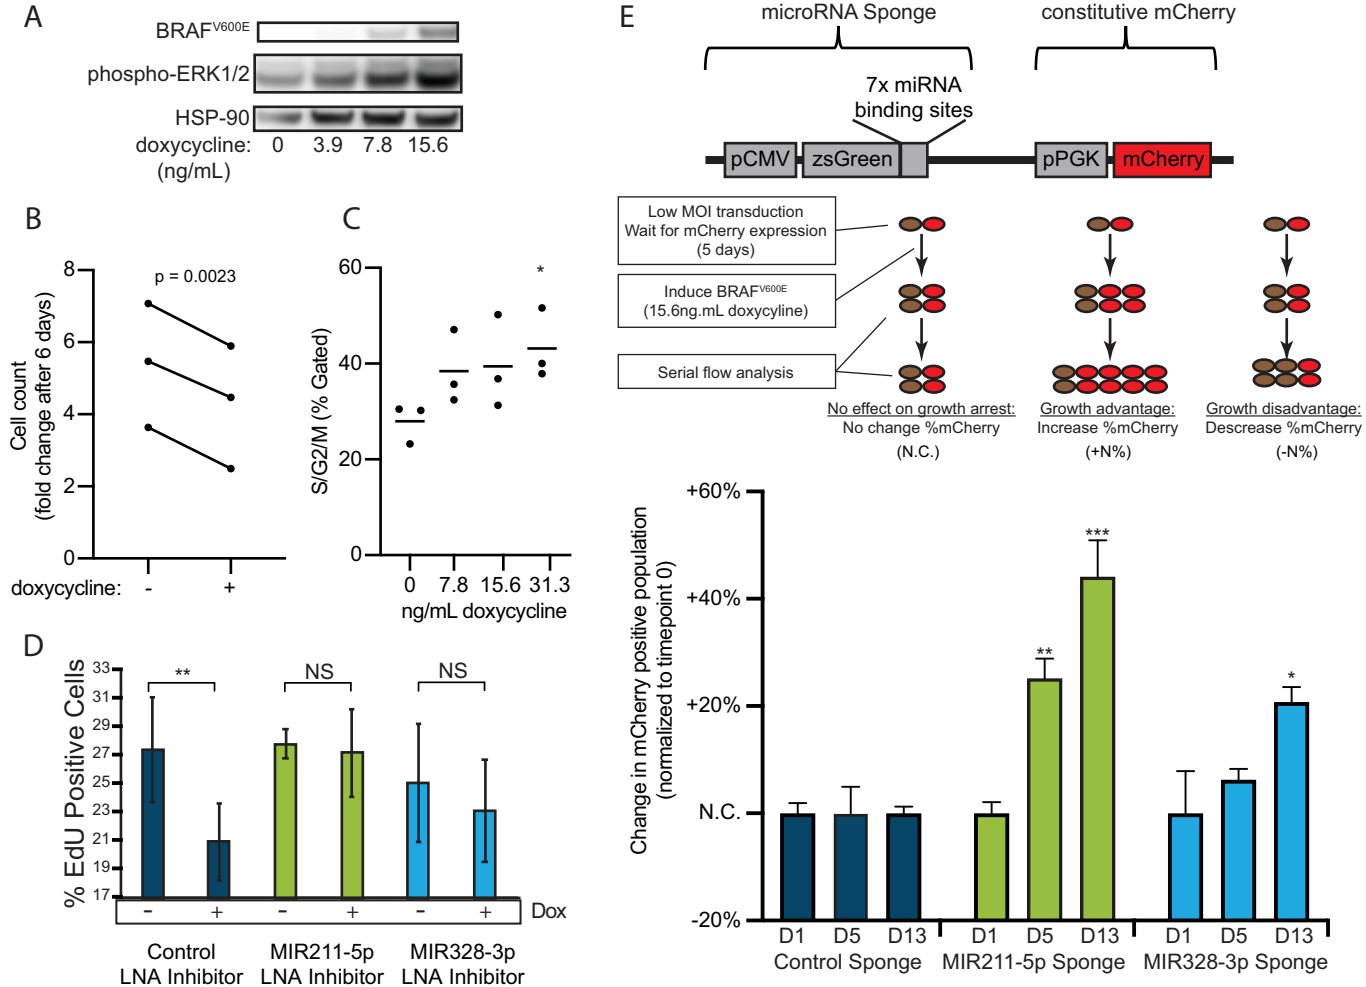 A
BRAFV600E
phospho-ERK1/2
HSP-90
doxycycline: 0 3.9 7.8 15.6
(ng/mL)
B
8
6
4
2
0
Cell count
(fold change after 6 days)
p = 0.0023
doxycycline: - +
C
60
40
20
0
S/G2/M (% Gated)
*
0 7.8 15.6 31.3
ng/mL doxycycline
D
33
31
29
27
25
23
21
19
17
% EdU Positive Cells
** NS NS
- + - + - + Dox
Control MIR211-5p MIR328-3p
LNA Inhibitor LNA Inhibitor LNA Inhibitor
E
microRNA Sponge constitutive mCherry
7x miRNA
binding sites
pCMV zsGreen pPGK mCherry
Low MOI transduction
Wait for mCherry expression
(5 days)
Induce BRAFV600E
(15.6ng.mL doxycyline)
Serial flow analysis
No effect on growth arrest:
No change %mCherry
(N.C.)
Growth advantage:
Increase %mCherry
(+N%)
Growth disadvantage:
Descrease %mCherry
(-N%)
+60%
+40%
+20%
N.C.
-20%
Change in mCherry positive population
(normalized to timepoint 0)
** *** *
D1 D5 D13 D1 D5 D13 D1 D5 D13
Control Sponge MIR211-5p Sponge MIR328-3p Sponge